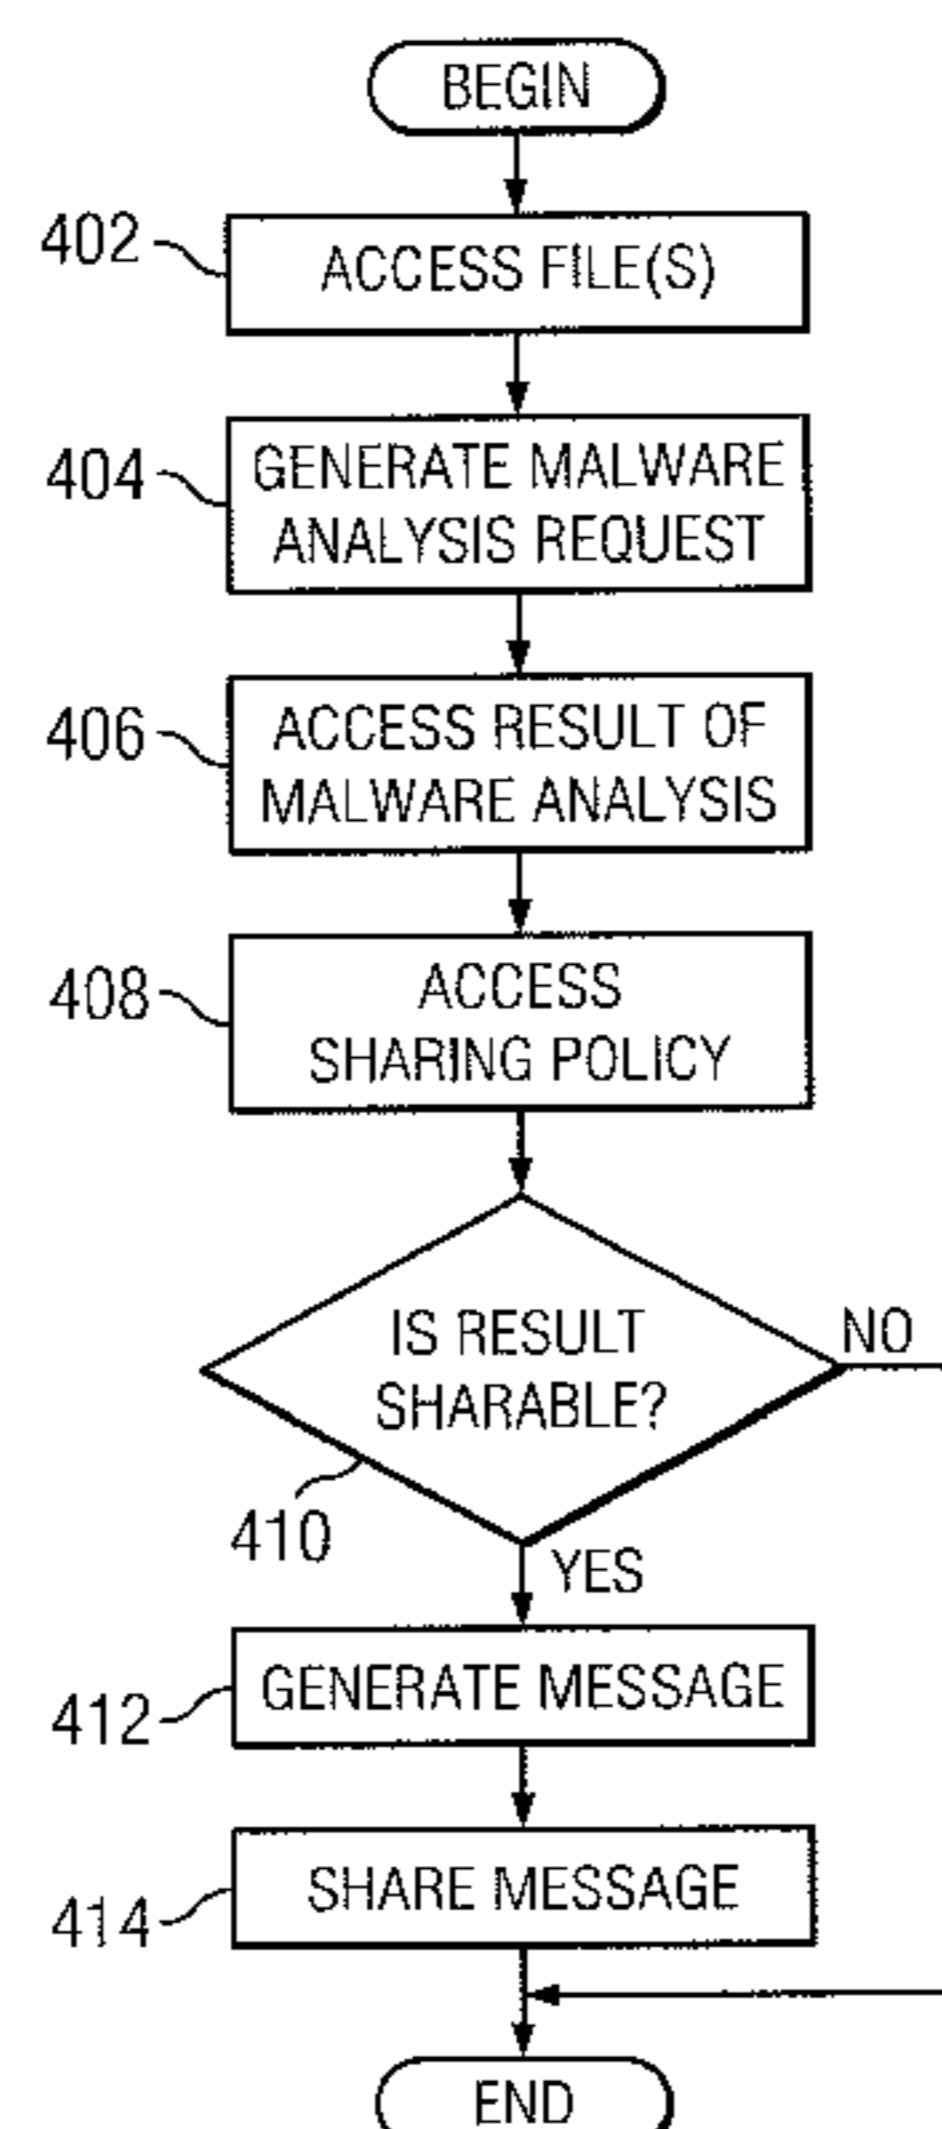 BEGIN
402
ACCESS FILE(S)
404
GENERATE MALWARE
ANALYSIS REQUEST
406
ACCESS RESULT OF
MALWARE ANALYSIS
408
ACCESS
SHARING POLICY
IS RESULT
SHARABLE?
NO
410
YES
412
GENERATE MESSAGE
414
SHARE MESSAGE
END